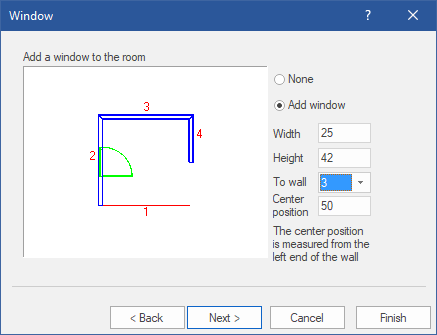 Window
?
Add a window to the room
3
4
2
1
None
Add window
Width 25
Height 42
To wall 3
Center
position 50
The center position
is measured from the
left end of the wall
< Back Next > Cancel Finish